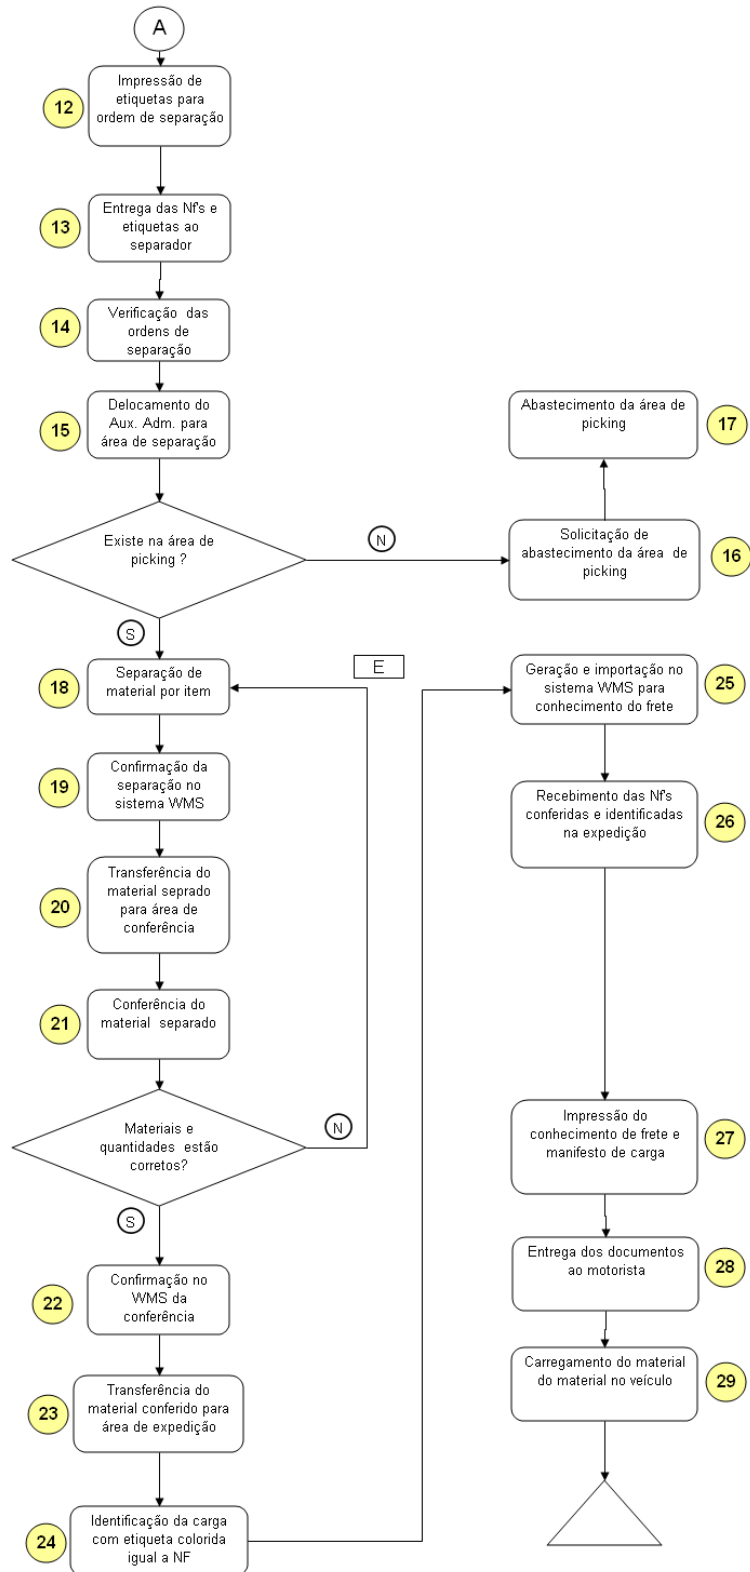 A
12
Impressão de
etiquetas para
ordem de separação
13
Entrega das Nf's e
etiquetas ao
separador
14
Verificação das
ordens de
separação
15
Delocamento do
Aux. Adm. para
área de separação
Existe na área de
picking ?
N
S
Abastecimento da área de
picking
17
Solicitação de
abastecimento da área de
picking
16
E
18
Separação de
material por item
19
Confirmação da
separação no
sistema WMS
20
Transferência do
material seprado
para área de
conferência
21
Conferência do
material separado
Materiais e
quantidades estão
corretos?
N
S
22
Confirmação no
WMS da
conferência
23
Transferência do
material conferido para
área de expedição
24
Identificação da carga
com etiqueta colorida
igual a NF
Geração e importação no
sistema WMS para
conhecimento do frete
25
Recebimento das Nf's
conferidas e identificadas
na expedição
26
Impressão do
conhecimento de frete e
manifesto de carga
27
Entrega dos documentos
ao motorista
28
Carregamento do material
do material no veículo
29